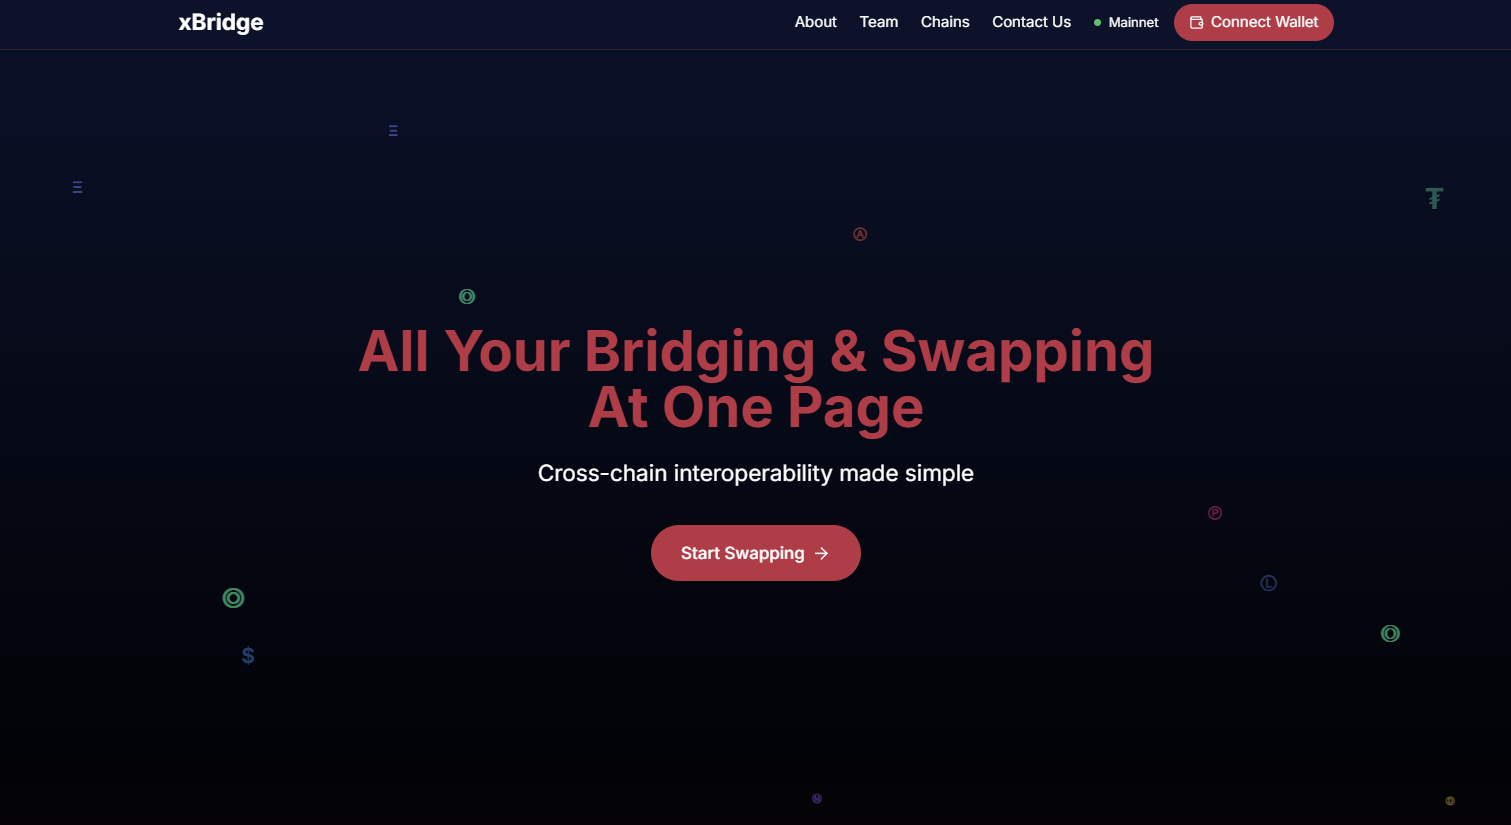 xBridge
About Team Chains Contact Us Mainnet Connect Wallet
Ξ
Ξ
₮
Ⓐ
All Your Bridging & Swapping
At One Page
Cross-chain interoperability made simple
Ⓟ
Start Swapping →
Ⓛ
$